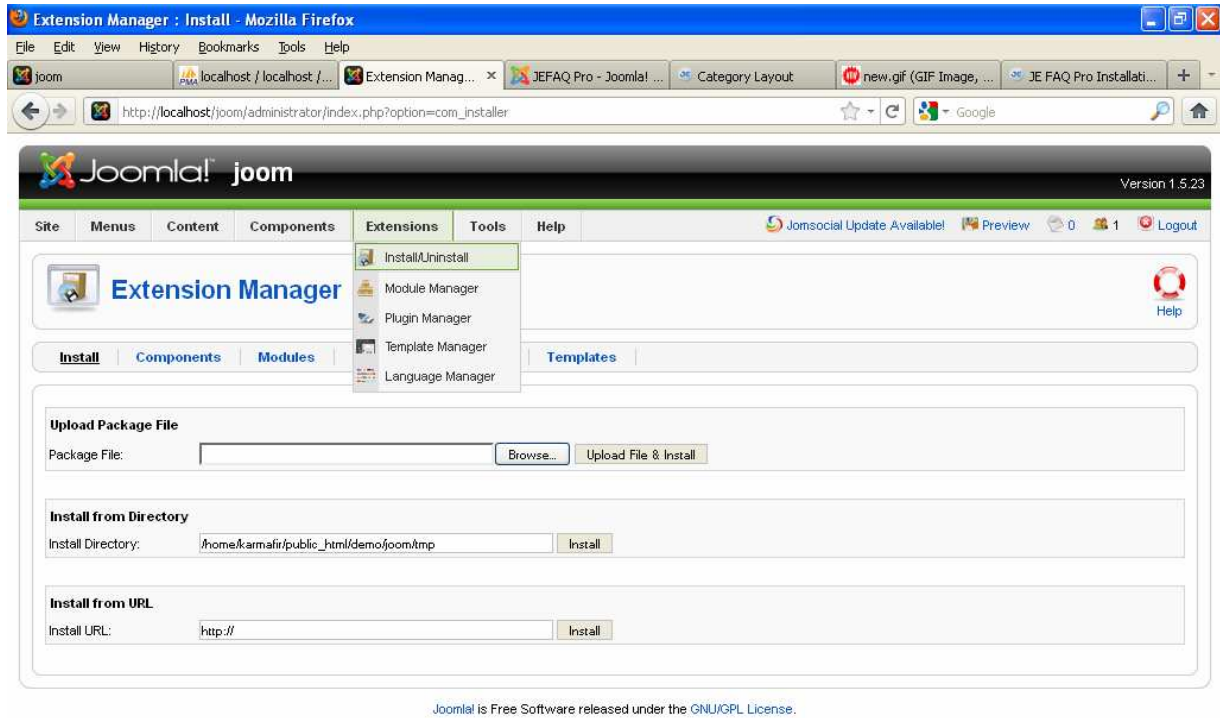 Extension Manager : Install - Mozilla Firefox
File Edit View History Bookmarks Tools Help
joom
localhost / localhost /...
Extension Manag... ×
JEFAQ Pro - Joomla! ...
Category Layout
new.gif (GIF Image, ...
JE FAQ Pro Installati...
http://localhost/joom/administrator/index.php?option=com_installer
Google
Joomla! joom
Version 1.5.23
Site Menus Content Components Extensions Tools Help
Jomsocial Update Available! Preview 0 1 Logout
Install/Uninstall
Module Manager
Plugin Manager
Template Manager
Language Manager
Extension Manager
Help
Install Components Modules Templates
Upload Package File
Package File: Browse... Upload File & Install
Install from Directory
Install Directory: /home/karmafir/public_html/demo/joom/tmp Install
Install from URL
Install URL: http:// Install
Joomla! is Free Software released under the GNU/GPL License.